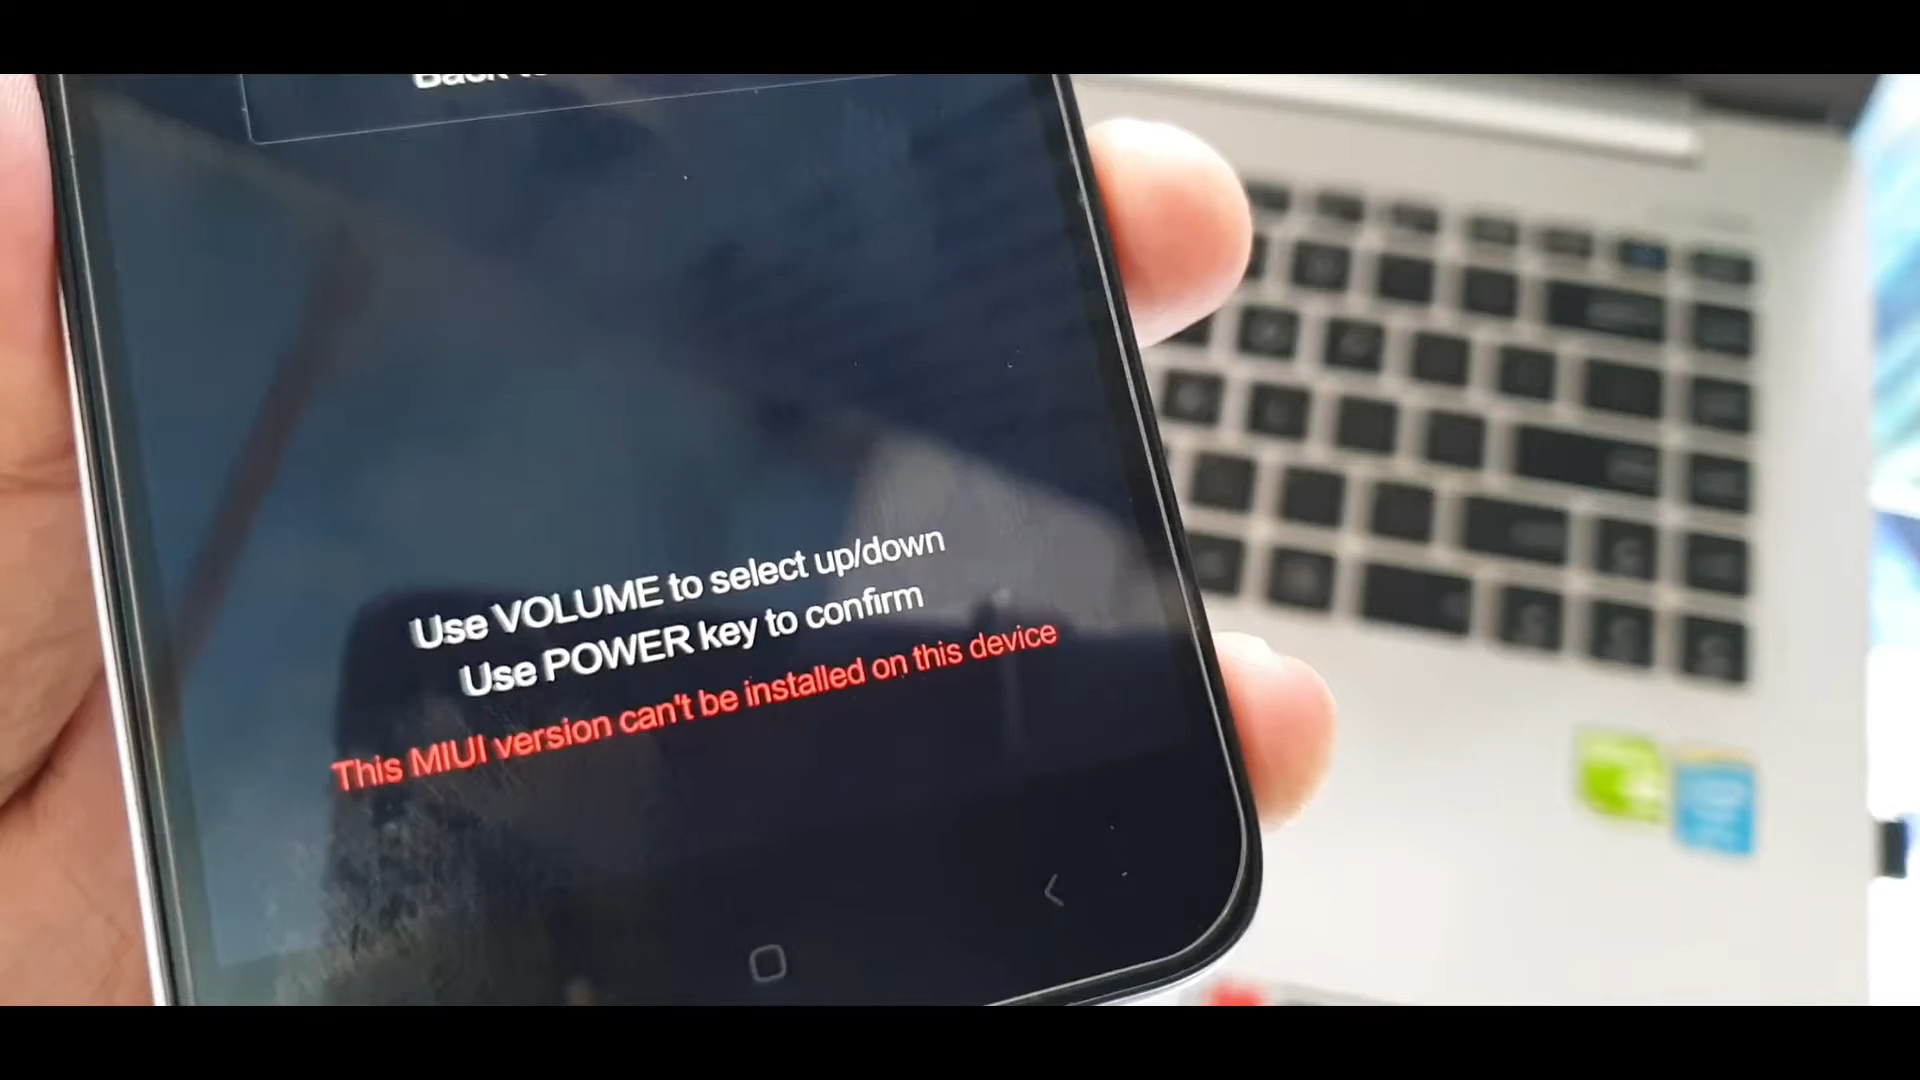 Back
Use VOLUME to select up/down
Use POWER key to confirm
This MIUI version can't be installed on this device